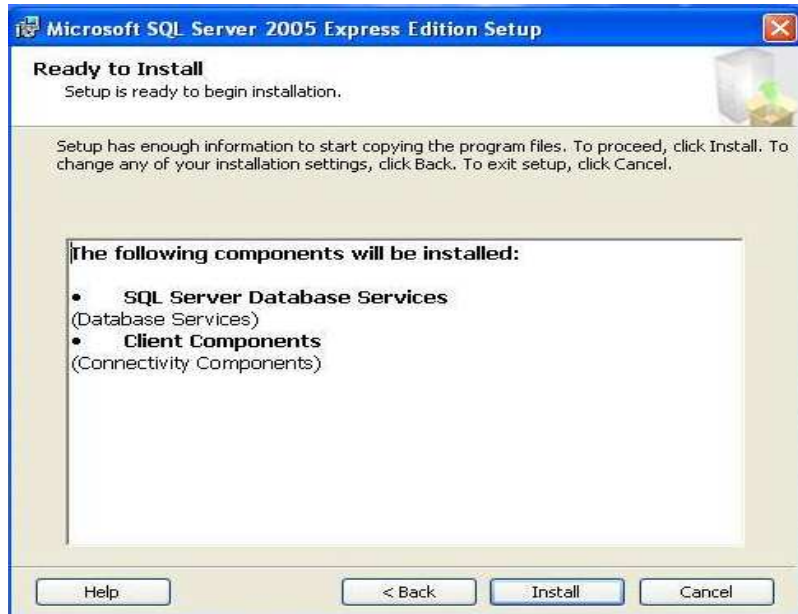 Microsoft SQL Server 2005 Express Edition Setup
Ready to Install
Setup is ready to begin installation.
Setup has enough information to start copying the program files. To proceed, click Install. To
change any of your installation settings, click Back. To exit setup, click Cancel.
The following components will be installed:
• SQL Server Database Services
(Database Services)
• Client Components
(Connectivity Components)
Help
< Back
Install
Cancel